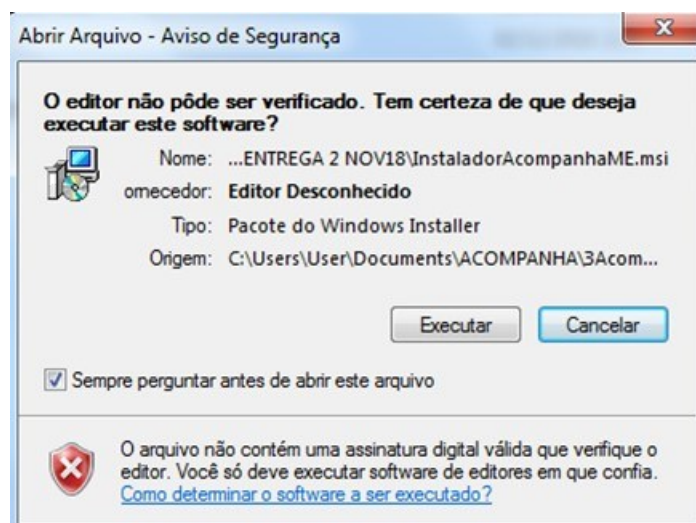 Abrir Arquivo - Aviso de Segurança
O editor não pôde ser verificado. Tem certeza de que deseja
executar este software?
Nome: ...ENTREGA 2 NOV18\InstaladorAcompanhaME.msi
ornecedor: Editor Desconhecido
Tipo: Pacote do Windows Installer
Origem: C:\Users\User\Documents\ACOMPANHA\3Acom...
Executar Cancelar
Sempre perguntar antes de abrir este arquivo
O arquivo não contém uma assinatura digital válida que verifique o
editor. Você só deve executar software de editores em que confia.
Como determinar o software a ser executado?